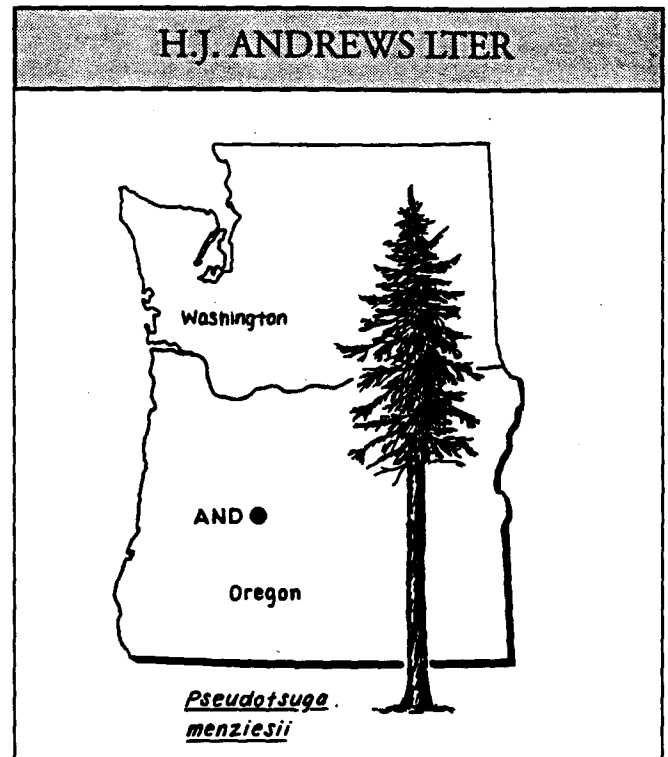 H.J. ANDREWS LTER
Washington
AND
Oregon
Pseudotsuga
menziesii